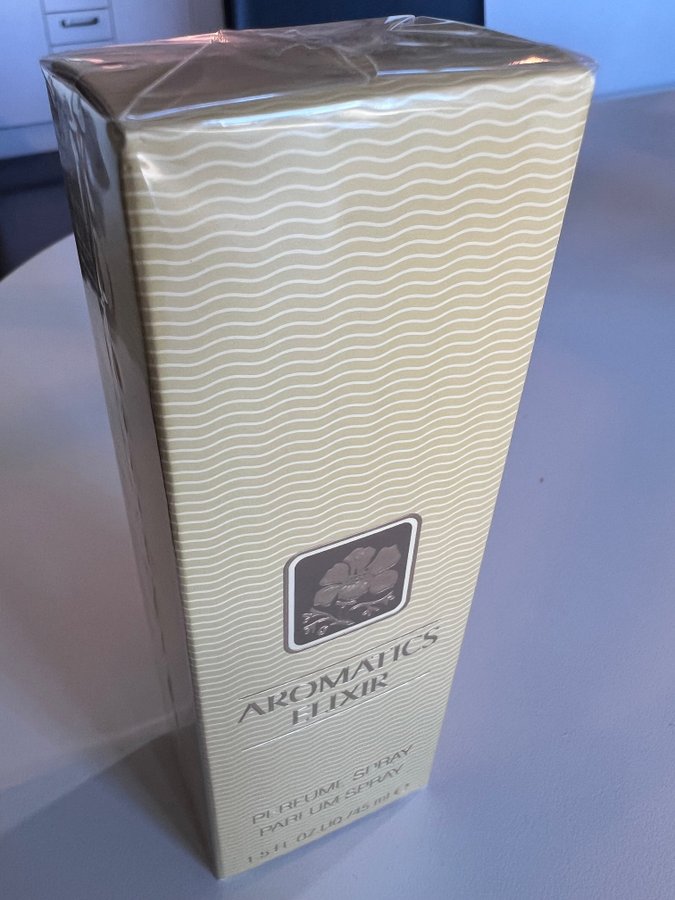 AROMATICS
ELIXIR
PERFUME SPRAY
PARFUM SPRAY
1.5 FL OZ LIQ / 45 ml ℮